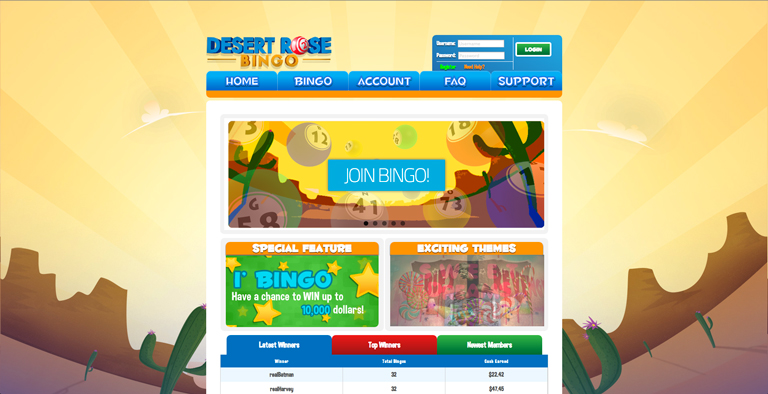 DESERT ROSE
BINGO
Username:
Password:
LOGIN
Register Need Help?
HOME BINGO ACCOUNT FAQ SUPPORT
13 12 18
JOIN BINGO!
58 41 73
SPECIAL FEATURE
1¢ BINGO
Have a chance to WIN up to
10,000 dollars!
EXCITING THEMES
Latest Winners Top Winners Newest Members
Winner Total Bingos Cash Earned
realBatman 32 $22.42
realHarvey 32 $47.45